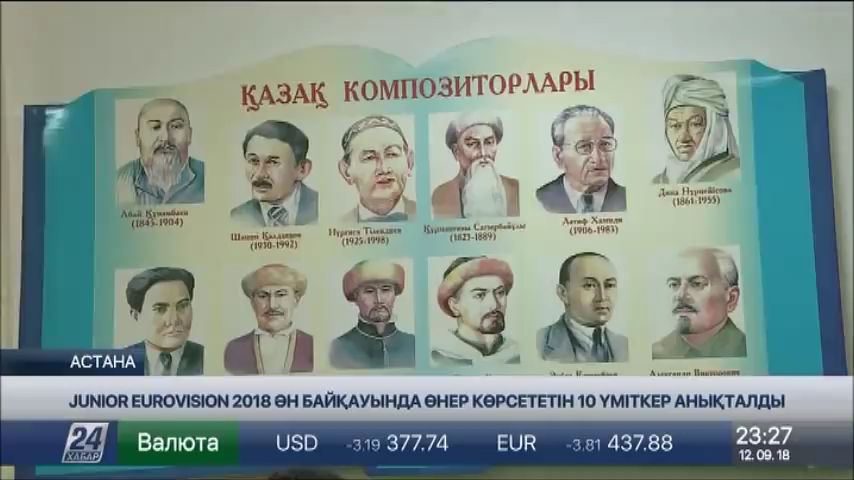 ҚАЗАҚ КОМПОЗИТОРЛАРЫ
Абай Құнанбаев
(1845-1904)
Шәмші Қалдаяқов
(1930-1992)
Нұрғиса Тілендиев
(1925-1998)
Құрманғазы Сағырбайұлы
(1823-1889)
Латиф Хамиди
(1906-1983)
Дина Нұрпейісова
(1861-1955)
АСТАНА
JUNIOR EUROVISION 2018 ӘН БАЙҚАУЫНДА ӨНЕР КӨРСЕТЕТІН 10 ҮМІТКЕР АНЫҚТАЛДЫ
24
ХАБАР
Валюта
USD -3.19 377.74
EUR -3.81 437.88
23:27
12.09.18